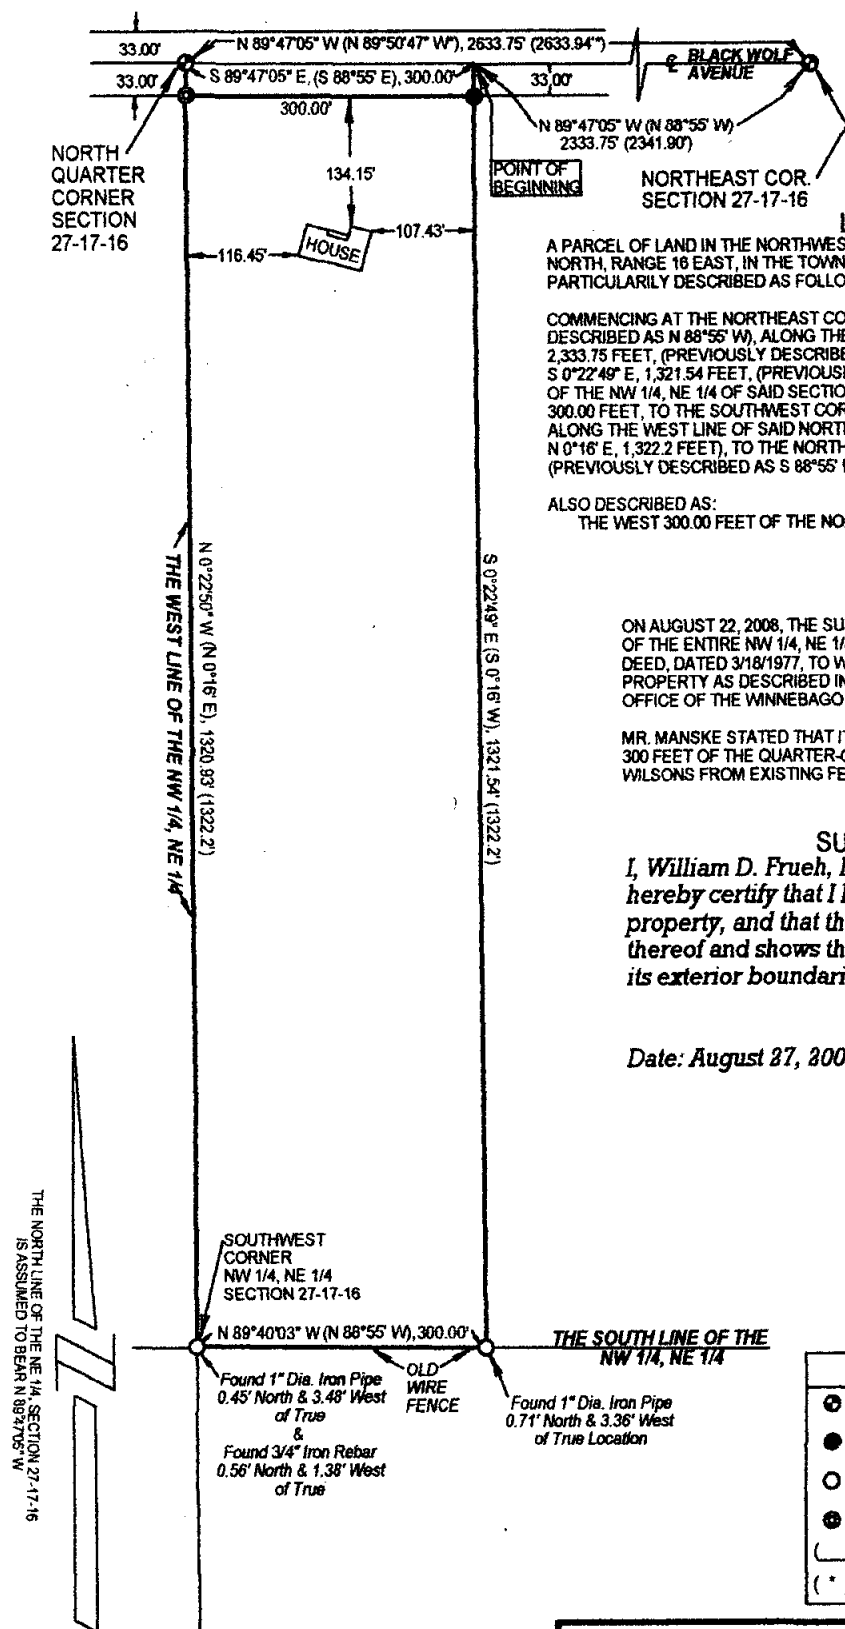 33.00'
N 89°47'05" W (N 89°50'47" W*), 2633.75' (2633.94'*)
33.00'
S 89°47'05" E, (S 88°55' E), 300.00'
33.00'
BLACK WOLF
AVENUE
300.00'
N 89°47'05" W (N 88°55' W)
2333.75' (2341.90')
NORTH
QUARTER
CORNER
SECTION
27-17-16
134.15'
POINT OF
BEGINNING
NORTHEAST COR.
SECTION 27-17-16
116.45'
HOUSE
107.43'
A PARCEL OF LAND IN THE NORTHWES
NORTH, RANGE 16 EAST, IN THE TOWN
PARTICULARILY DESCRIBED AS FOLLO
COMMENCING AT THE NORTHEAST CO
DESCRIBED AS N 88°55' W), ALONG THE
2,333.75 FEET, (PREVIOUSLY DESCRIBE
S 0°22'49" E, 1,321.54 FEET, (PREVIOUS
OF THE NW 1/4, NE 1/4 OF SAID SECTIO
300.00 FEET, TO THE SOUTHWEST COR
ALONG THE WEST LINE OF SAID NORT
N 0°16' E, 1,322.2 FEET), TO THE NORTH
(PREVIOUSLY DESCRIBED AS S 88°55'
ALSO DESCRIBED AS:
THE WEST 300.00 FEET OF THE NO
THE WEST LINE OF THE NW 1/4, NE 1/4
N 0°22'50" W (N 0°16' E), 1320.93' (1322.2')
S 0°22'49" E (S 0°16' W), 1321.54' (1322.2')
ON AUGUST 22, 2008, THE SU
OF THE ENTIRE NW 1/4, NE 1/
DEED, DATED 3/18/1977, TO W
PROPERTY AS DESCRIBED IN
OFFICE OF THE WINNEBAGO
MR. MANSKE STATED THAT I
300 FEET OF THE QUARTER-
WILSONS FROM EXISTING FE
SU
I, William D. Frueh,
hereby certify that I
property, and that th
thereof and shows th
its exterior boundari
Date: August 27, 200
THE NORTH LINE OF THE NE 1/4, SECTION 27-17-16
IS ASSUMED TO BEAR N 89°47'05" W
SOUTHWEST
CORNER
NW 1/4, NE 1/4
SECTION 27-17-16
N 89°40'03" W (N 88°55' W), 300.00'
THE SOUTH LINE OF THE
NW 1/4, NE 1/4
Found 1" Dia. Iron Pipe
0.45' North & 3.48' West
of True
&
Found 3/4" Iron Rebar
0.56' North & 1.38' West
of True
OLD
WIRE
FENCE
Found 1" Dia. Iron Pipe
0.71' North & 3.36' West
of True Location
( *